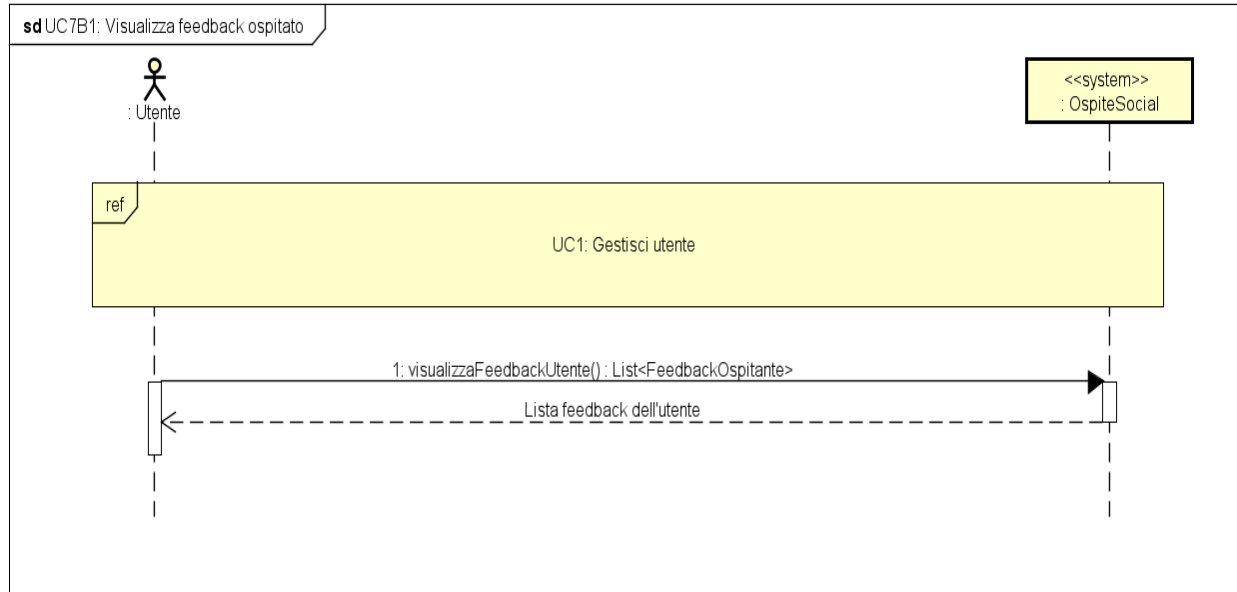 sd UC7B1: Visualizza feedback ospitato
: Utente
<<system>>
: OspiteSocial
ref
UC1: Gestisci utente
1: visualizzaFeedbackUtente() : List<FeedbackOspitante>
Lista feedback dell'utente